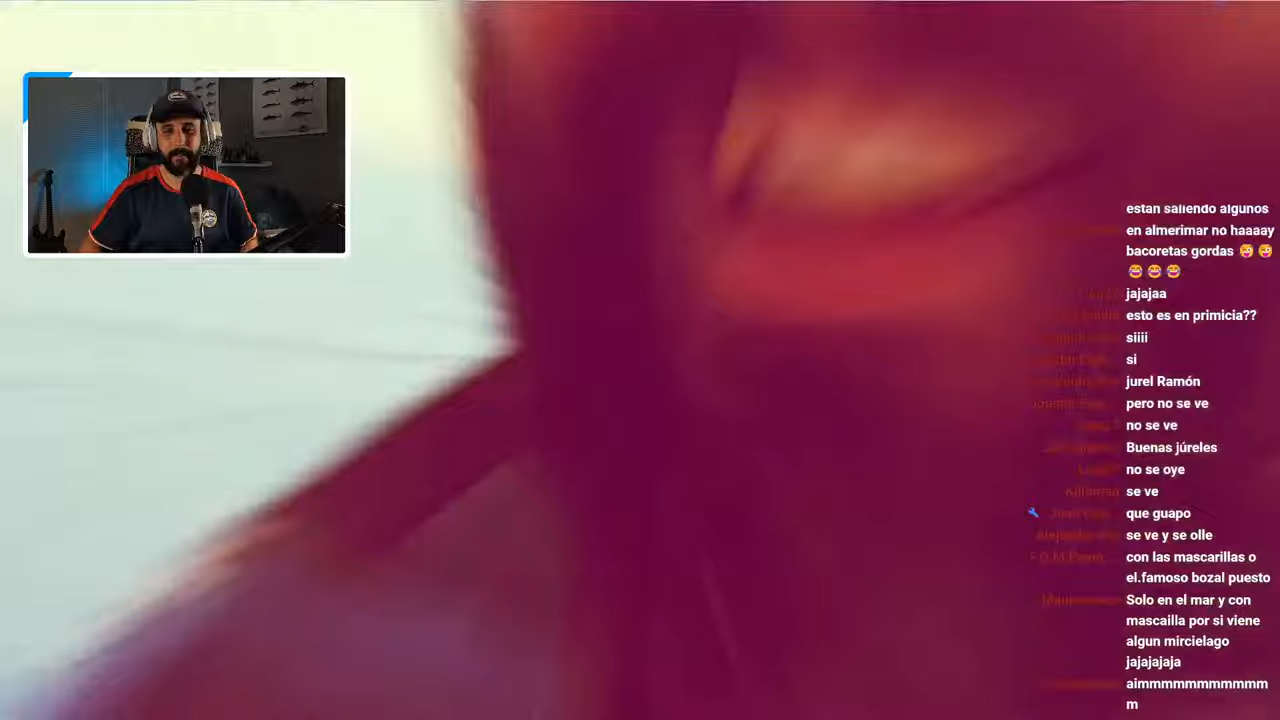 estan saliendo algunos
en almerimar no haaaay
bacoretas gordas 😜😜
😂😂😂
jajajaa
esto es en primicia??
siiii
si
jurel Ramón
pero no se ve
no se ve
Buenas júreles
no se oye
se ve
que guapo
se ve y se olle
con las mascarillas o
el.famoso bozal puesto
Solo en el mar y con
mascailla por si viene
algun mircielago
jajajajaja
aimmmmmmmmmmm
m